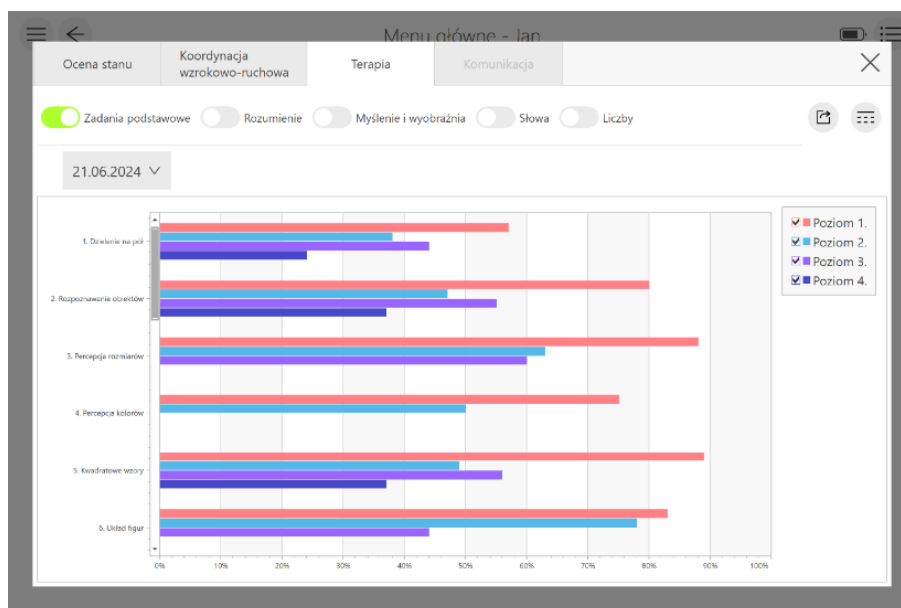 Menu główne - Jan
Ocena stanu
Koordynacja
wzrokowo-ruchowa
Terapia
Komunikacja
Zadania podstawowe
Rozumienie
Myślenie i wyobraźnia
Słowa
Liczby
21.06.2024
1. Dzielenie na pół
2. Rozpoznawanie obiektów
3. Percepcja rozmiarów
4. Percepcja kolorów
5. Kwadratowe wzory
6. Układ figur
0% 10% 20% 30% 40% 50% 60% 70% 80% 90% 100%
Poziom 1.
Poziom 2.
Poziom 3.
Poziom 4.